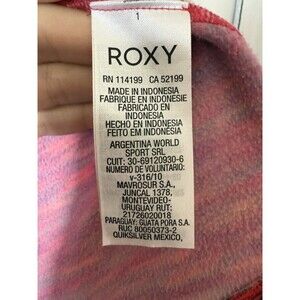 1
ROXY
RN 114199 CA 52199
MADE IN INDONESIA
FABRIQUE EN INDONESIE
FABRICADO EN
INDONESIA
HECHO EN INDONESIA
FEITO EM INDONÉSIA
ARGENTINA WORLD
SPORT SRL
CUIT: 30-69120930-6
NUMERO DE VOLUNTARIO:
v-316/10
MAVROSUR S.A.,
JUNCAL 1378,
MONTEVIDEO-
URUGUAY RUT:
21726020018
PARAGUAY: GUATA PORA S.A.
RUC 80050373-2
QUIKSILVER MEXICO,